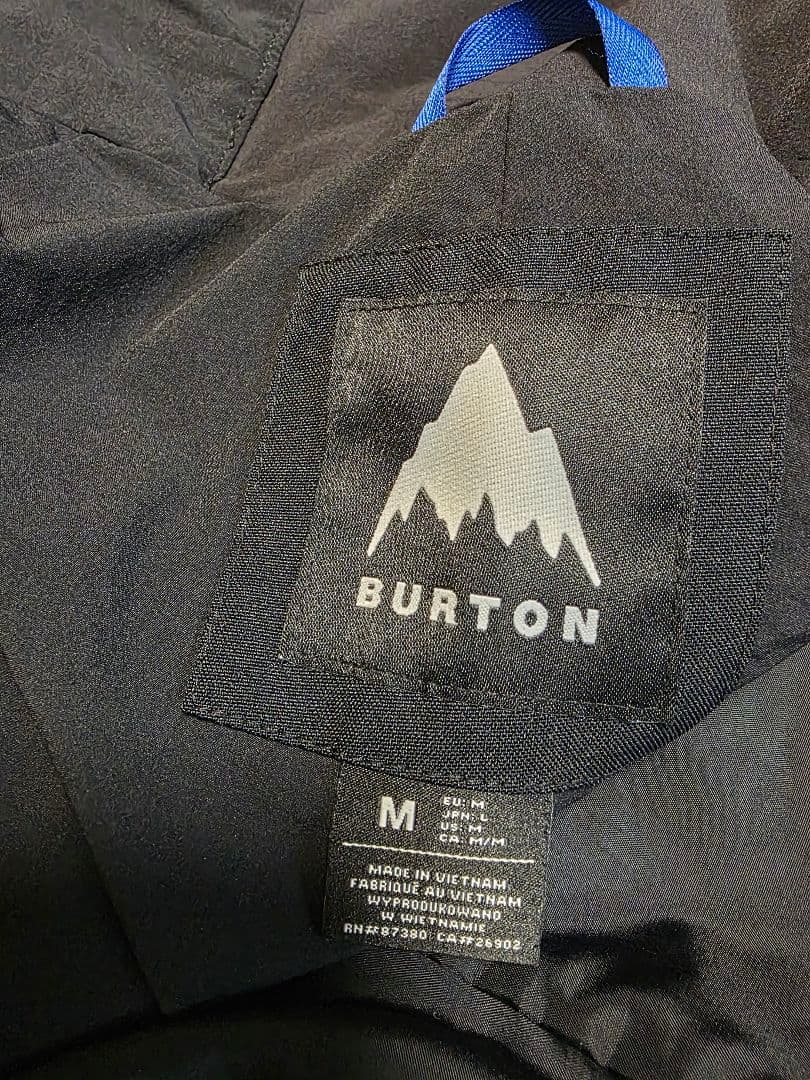 BURTON
M
EU: M
JPN: L
US: M
CA: M/M
MADE IN VIETNAM
FABRIQUÉ AU VIETNAM
WYPRODUKOWANO
W WIETNAMIE
RN#87380 CA#26902